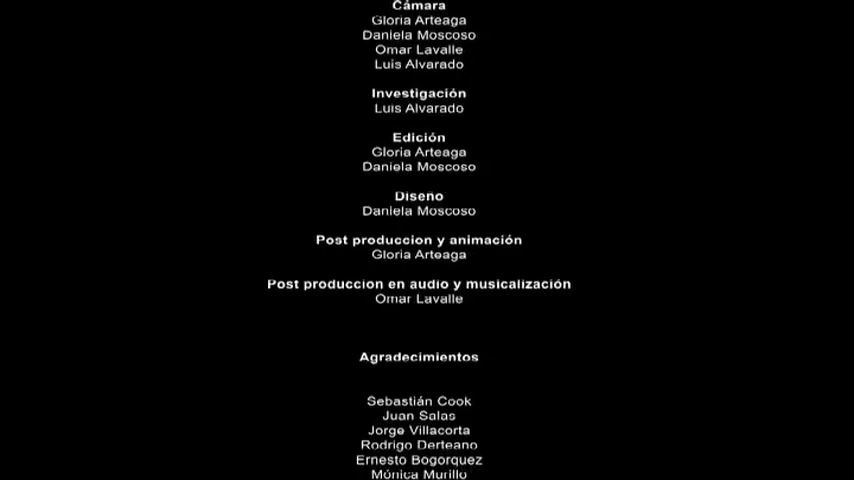 Cámara
Gloria Arteaga
Daniela Moscoso
Omar Lavalle
Luis Alvarado
Investigación
Luis Alvarado
Edición
Gloria Arteaga
Daniela Moscoso
Diseño
Daniela Moscoso
Post produccion y animación
Gloria Arteaga
Post produccion en audio y musicalización
Omar Lavalle
Agradecimientos
Sebastián Cook
Juan Salas
Jorge Villacorta
Rodrigo Derteano
Ernesto Bogorquez
Mónica Murillo